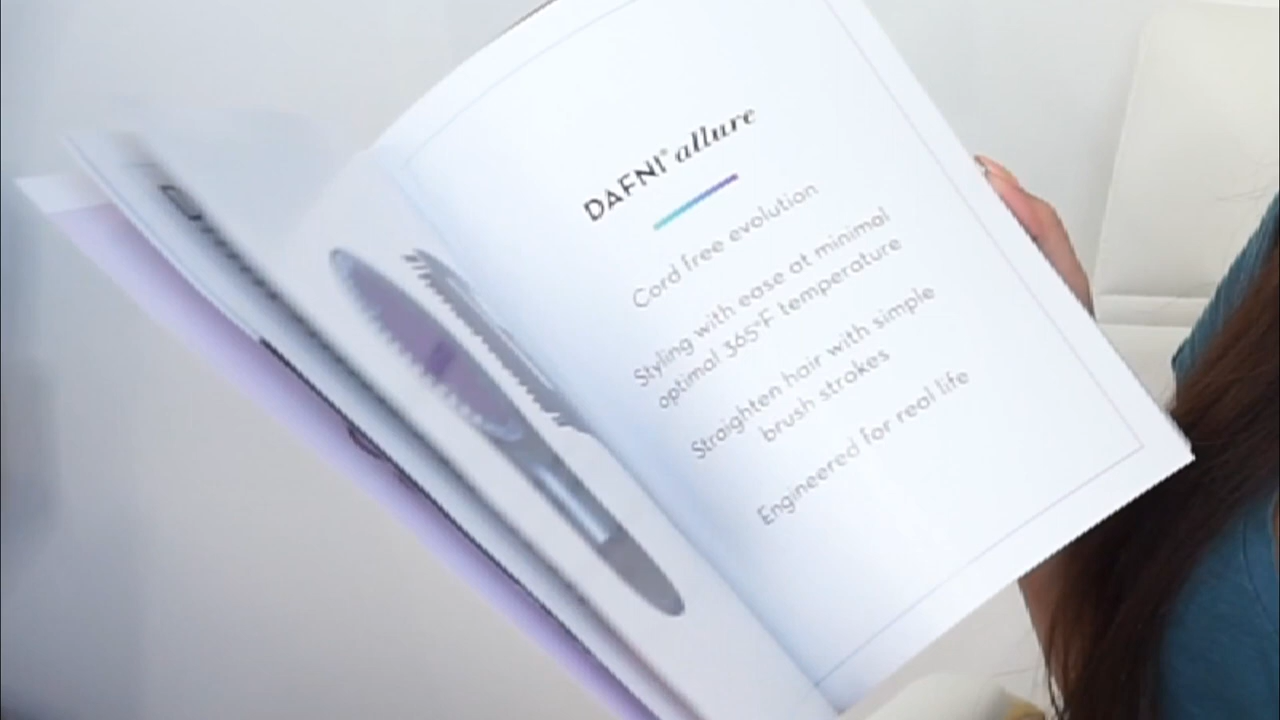 DAFNI® allure
Cord free evolution
Styling with ease at minimal
optimal 365°F temperature
Straighten hair with simple
brush strokes
Engineered for real life